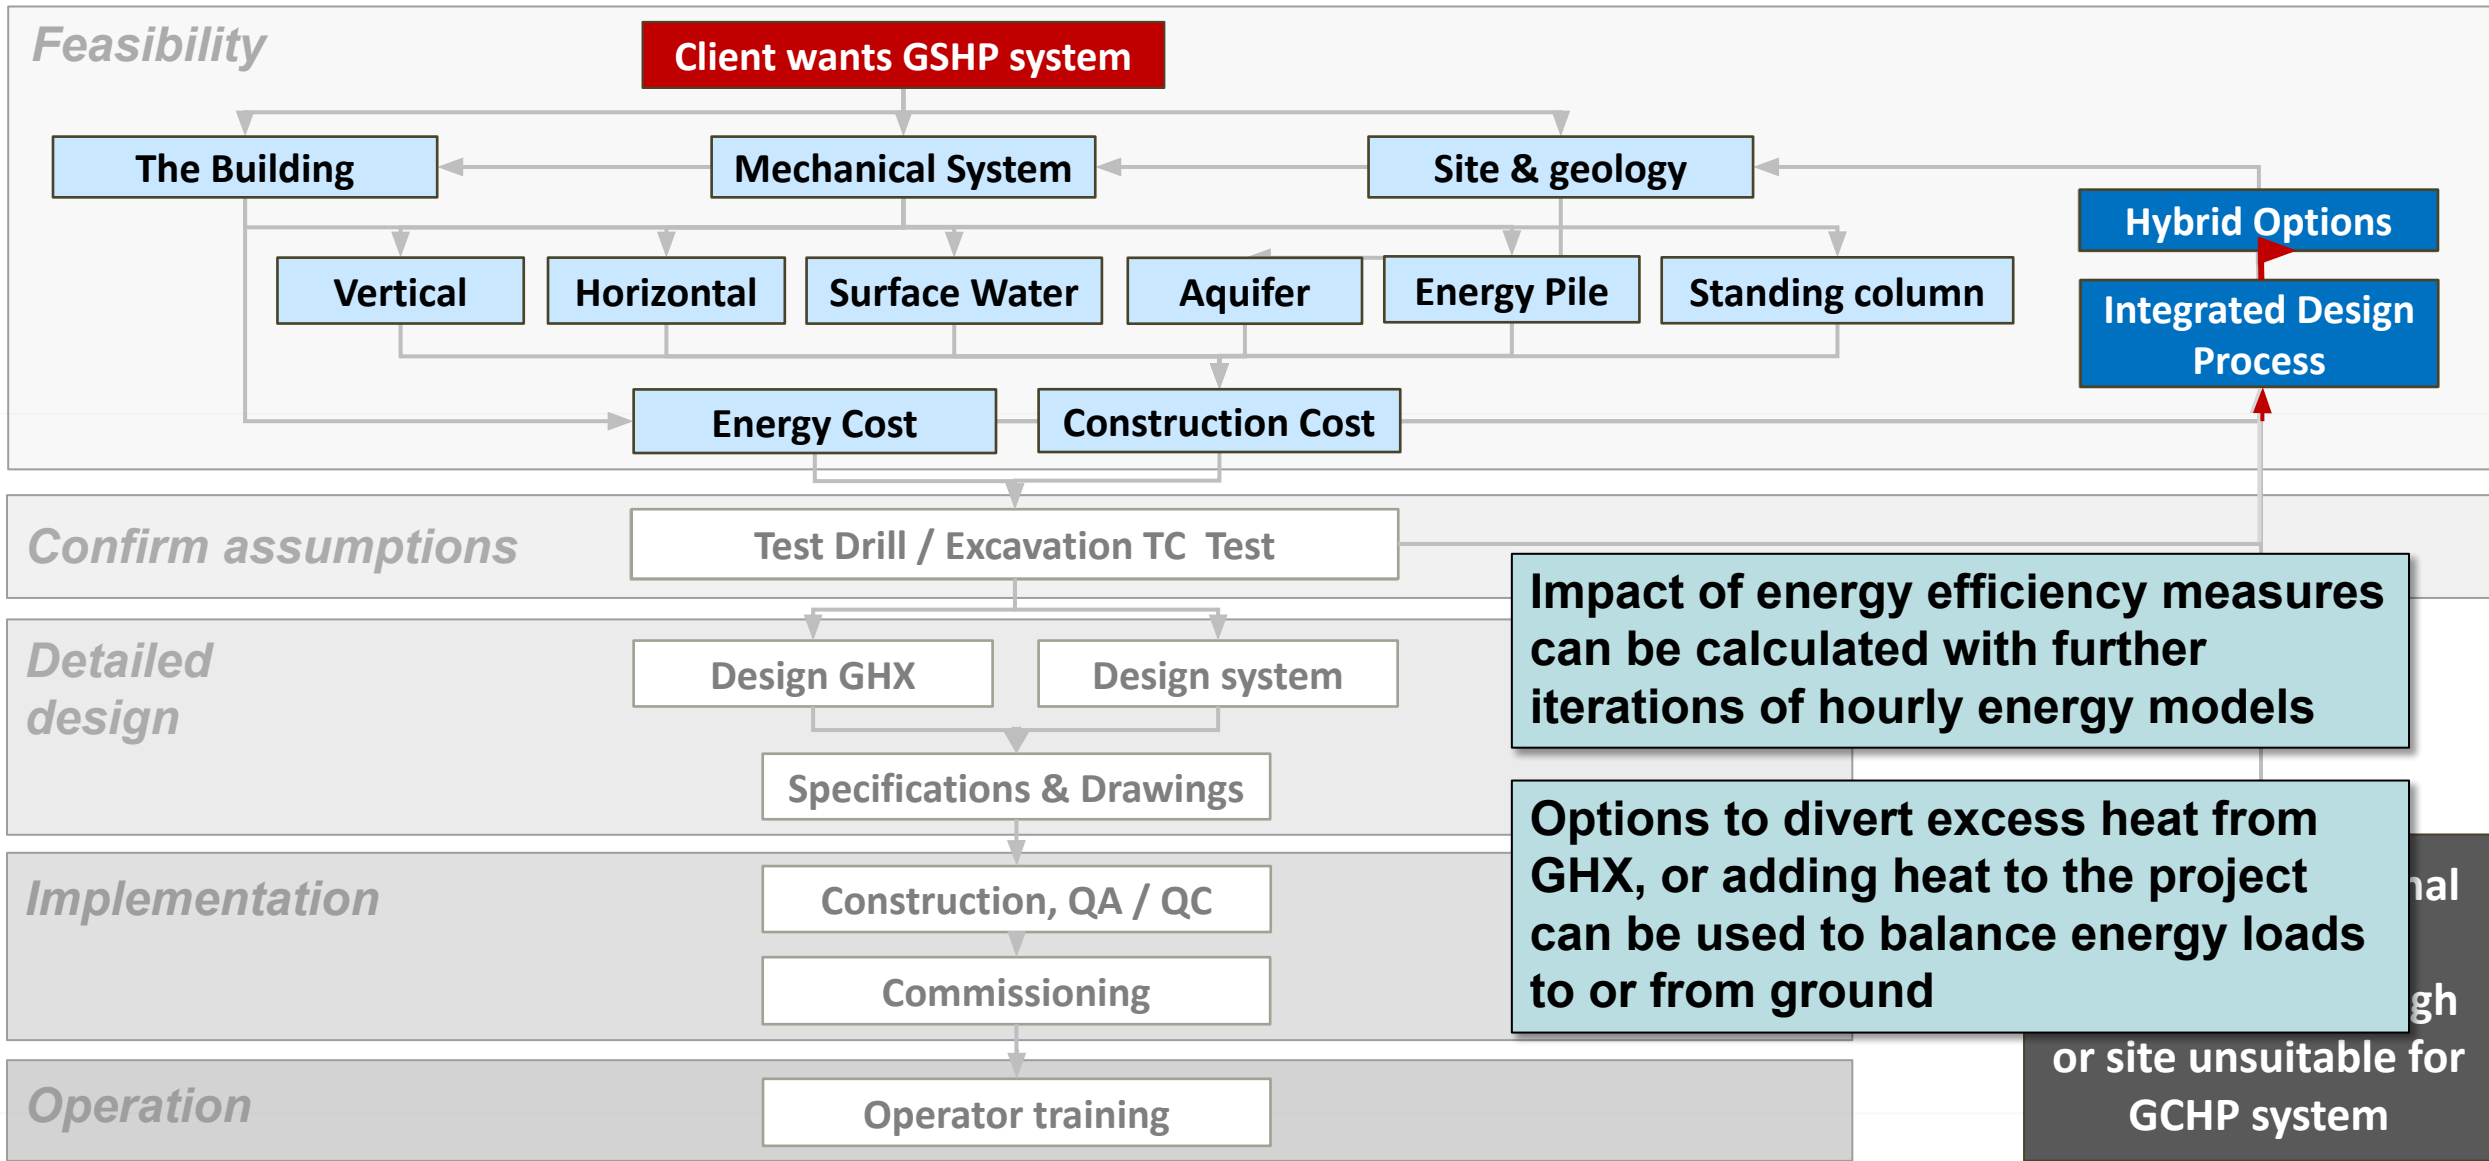 Feasibility
Client wants GSHP system
The Building
Mechanical System
Site & geology
Hybrid Options
Vertical
Horizontal
Surface Water
Aquifer
Energy Pile
Standing column
Integrated Design
Process
Energy Cost
Construction Cost
Confirm assumptions
Test Drill / Excavation TC Test
Impact of energy efficiency measures
can be calculated with further
iterations of hourly energy models
Detailed
design
Design GHX
Design system
Specifications & Drawings
Options to divert excess heat from
GHX, or adding heat to the project
can be used to balance energy loads
to or from ground
Implementation
Construction, QA / QC
Commissioning
or site unsuitable for
GCHP system
Operation
Operator training